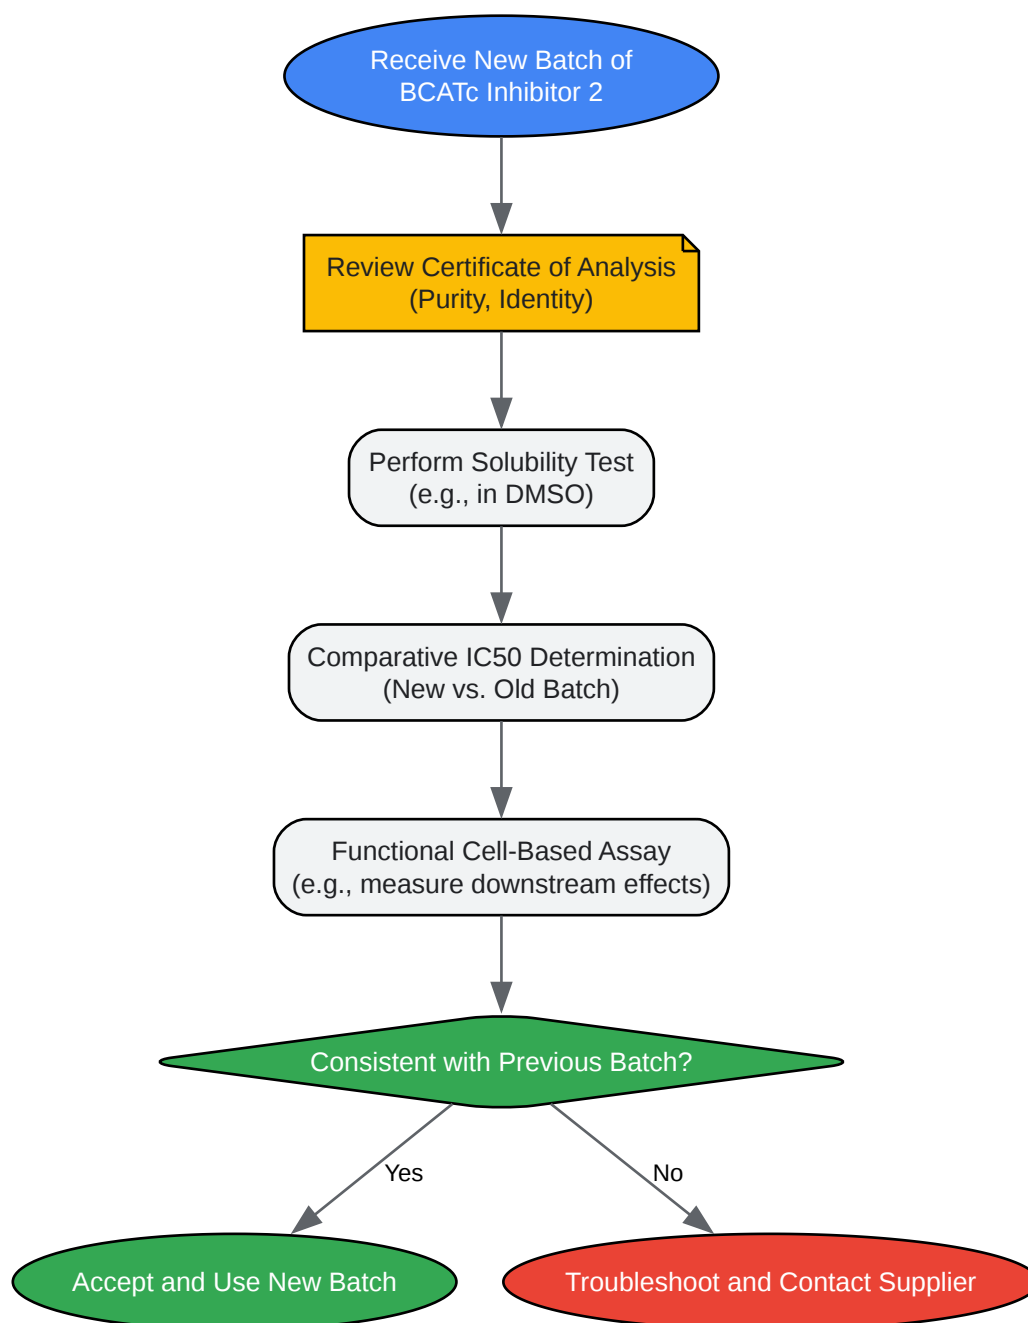 Receive New Batch of
BCATc Inhibitor 2
Review Certificate of Analysis
(Purity, Identity)
Perform Solubility Test
(e.g., in DMSO)
Comparative IC50 Determination
(New vs. Old Batch)
Functional Cell-Based Assay
(e.g., measure downstream effects)
Consistent with Previous Batch?
Yes
No
Accept and Use New Batch
Troubleshoot and Contact Supplier